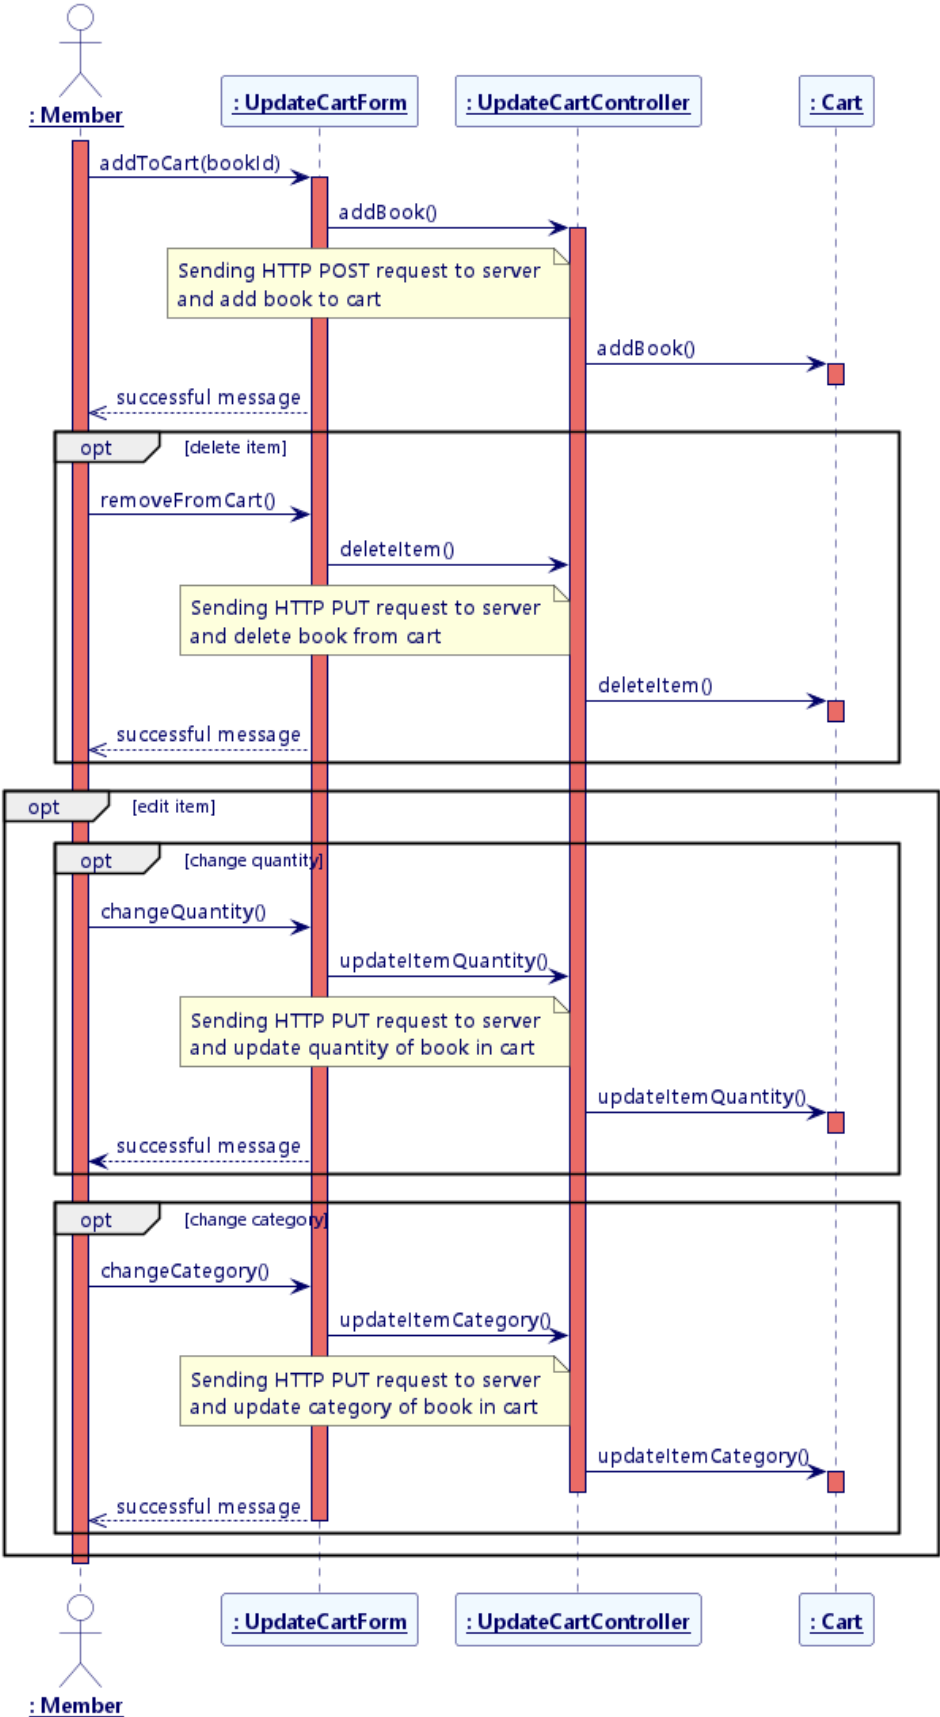 : Member
: UpdateCartForm
: UpdateCartController
: Cart
addToCart(bookId)
addBook()
Sending HTTP POST request to server
and add book to cart
addBook()
successful message
opt
[delete item]
removeFromCart()
deleteItem()
Sending HTTP PUT request to server
and delete book from cart
deleteItem()
successful message
opt
[edit item]
opt
[change quantity]
changeQuantity()
updateItemQuantity()
Sending HTTP PUT request to server
and update quantity of book in cart
updateItemQuantity()
successful message
opt
[change category]
changeCategory()
updateItemCategory()
Sending HTTP PUT request to server
and update category of book in cart
updateItemCategory()
successful message
: UpdateCartForm
: UpdateCartController
: Cart
: Member